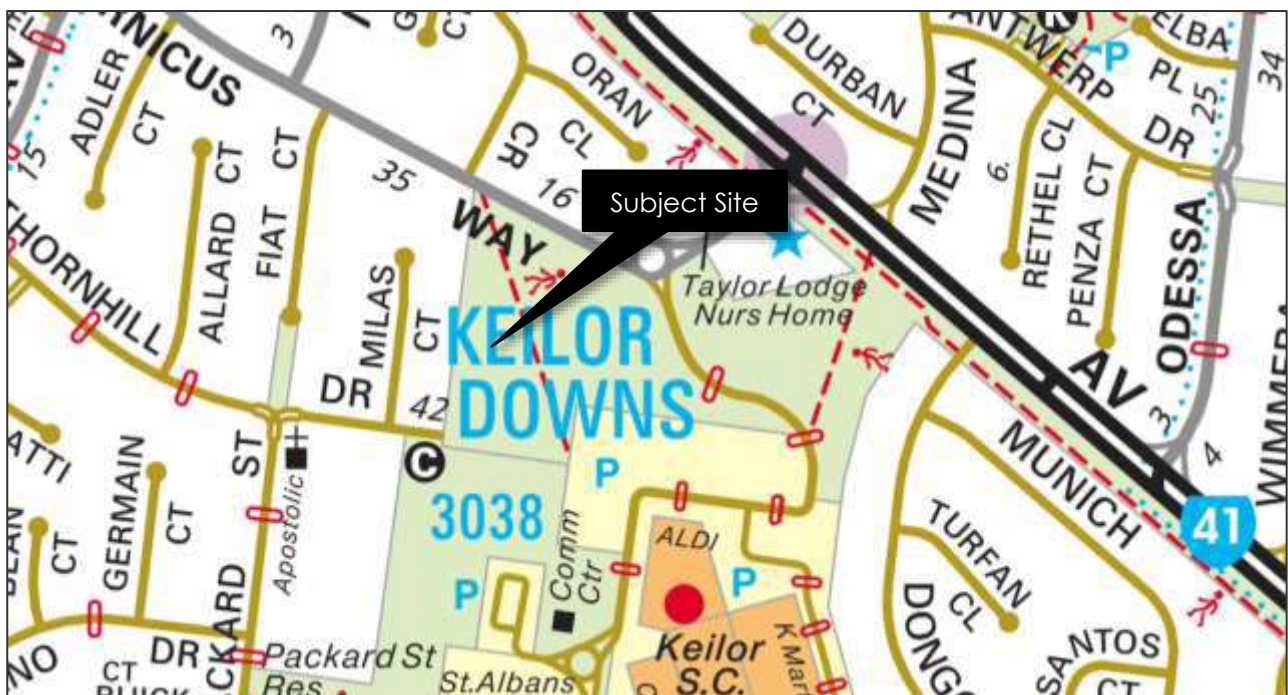 ADLER
CT
3
CT
ORAN
CL
DURBAN
CT
ANTWERP
DR
P
ELBA
PL
25
34
15
ALLARD CT
FIAT CT
35
CR
16
Subject Site
MEDINA
6.
RETHEL CL
PENZA CT
ODESSA
WAY
Taylor Lodge
Nurs Home
THORNHILL
DR
MILAS
CT
42
KEILOR
DOWNS
AV
3
4
MUNICH
41
ST
Apostolic
C
3038
P
P
P
Comm
Ctr
ALDI
GERMAIN
CT
CT
TURFAN
CL
SANTOS
CT
Keilor
S.C.
K Mart
DR
Packard St
Res
St.Albans
CT